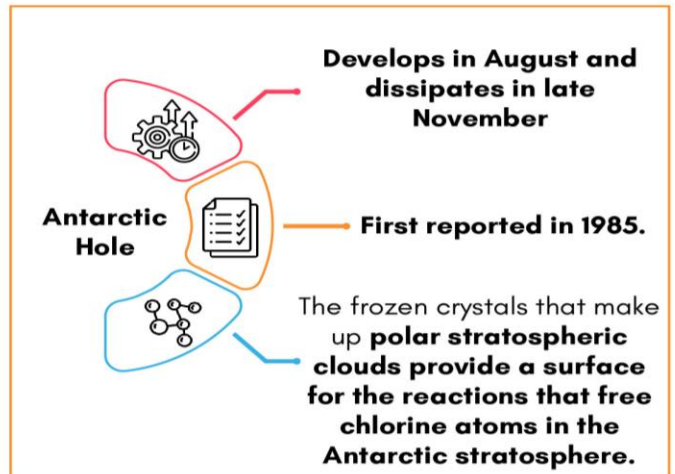 Develops in August and
dissipates in late
November
Antarctic
Hole
First reported in 1985.
The frozen crystals that make
up polar stratospheric
clouds provide a surface
for the reactions that free
chlorine atoms in the
Antarctic stratosphere.